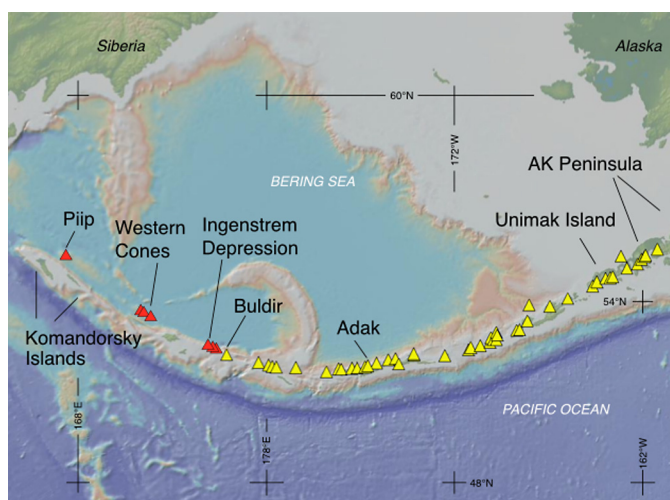 Siberia
Alaska
60°N
172°W
AK Peninsula
BERING SEA
Piip
Western
Cones
Ingenstrem
Depression
Unimak Island
Buldir
54°N
Adak
Komandorsky
Islands
PACIFIC OCEAN
168°E
178°E
48°N
162°W